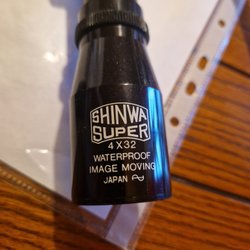 SHINWA
SUPER
4 X 32
WATERPROOF
IMAGE MOVING
JAPAN